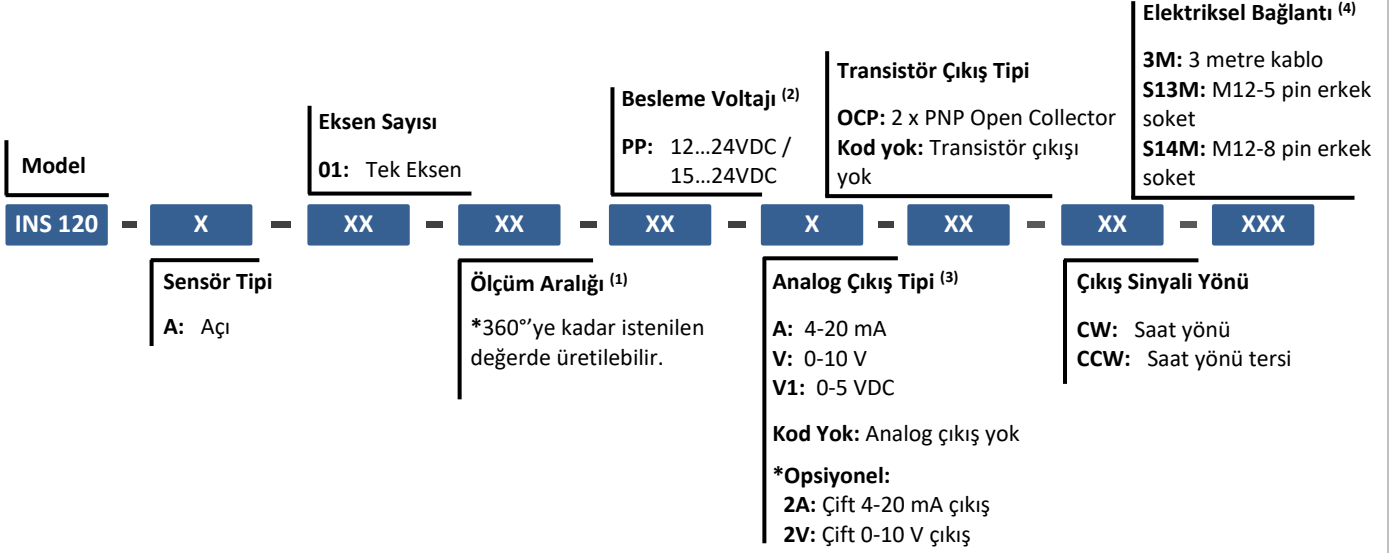 Model
Eksen Sayısı
01: Tek Eksen
Besleme Voltajı (2)
PP: 12...24VDC /
15...24VDC
Transistör Çıkış Tipi
OCP: 2 x PNP Open Collector
Kod yok: Transistör çıkışı
yok
Elektriksel Bağlantı (4)
3M: 3 metre kablo
S13M: M12-5 pin erkek
soket
S14M: M12-8 pin erkek
soket
INS 120 - X - XX - XX - XX - X - XX - XX - XXX
Sensör Tipi
A: Açı
Ölçüm Aralığı (1)
*360°'ye kadar istenilen
değerde üretilebilir.
Analog Çıkış Tipi (3)
A: 4-20 mA
V: 0-10 V
V1: 0-5 VDC
Kod Yok: Analog çıkış yok
*Opsiyonel:
2A: Çift 4-20 mA çıkış
2V: Çift 0-10 V çıkış
Çıkış Sinyali Yönü
CW: Saat yönü
CCW: Saat yönü tersi